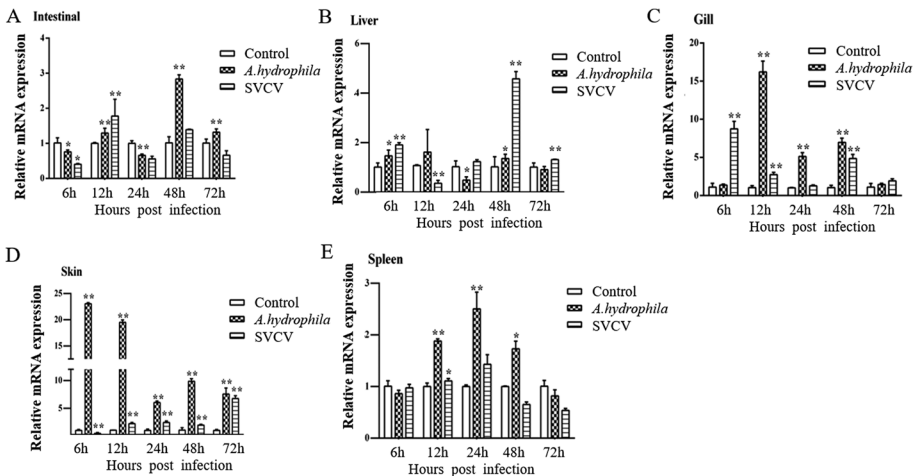 A Intestinal
Relative mRNA expression
4
3
2
1
0
** ** ** ** **
* *
Control
A.hydrophila
SVCV
6h 12h 24h 48h 72h
Hours post infection
B Liver
Relative mRNA expression
6
4
2
0
* ** ** * * ** **
Control
A.hydrophila
SVCV
6h 12h 24h 48h 72h
Hours post infection
C Gill
Relative mRNA expression
20
15
10
5
0
** ** ** ** ** **
Control
A.hydrophila
SVCV
6h 12h 24h 48h 72h
Hours post infection
D Skin
Relative mRNA expression
25
20
15
10
5
** ** ** ** ** ** ** ** ** **
Control
A.hydrophila
SVCV
6h 12h 24h 48h 72h
Hours post infection
E Spleen
Relative mRNA expression
3
2
1
0
** * ** *
Control
A.hydrophila
SVCV
6h 12h 24h 48h 72h
Hours post infection